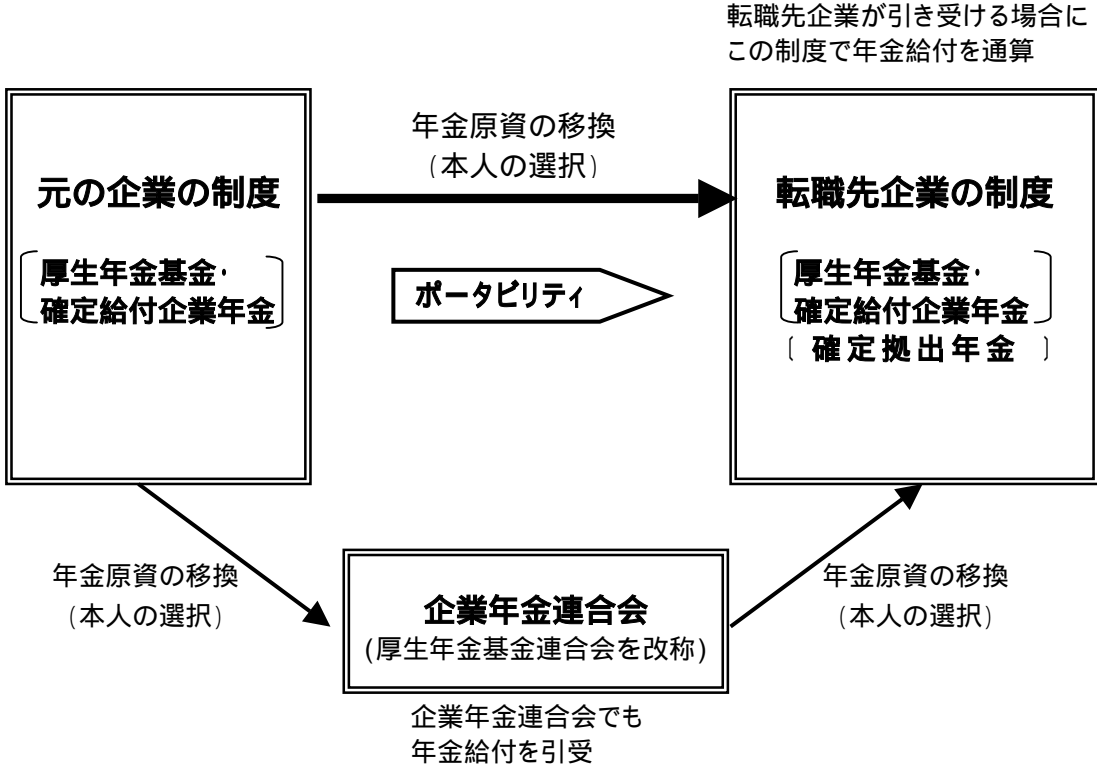 転職先企業が引き受ける場合に
この制度で年金給付を通算
年金原資の移換
(本人の選択)
元の企業の制度
厚生年金基金・
確定給付企業年金
ポータビリティ
転職先企業の制度
厚生年金基金・
確定給付企業年金
〔 確定拠出年金 〕
年金原資の移換
(本人の選択)
企業年金連合会
(厚生年金基金連合会を改称)
年金原資の移換
(本人の選択)
企業年金連合会でも
年金給付を引受